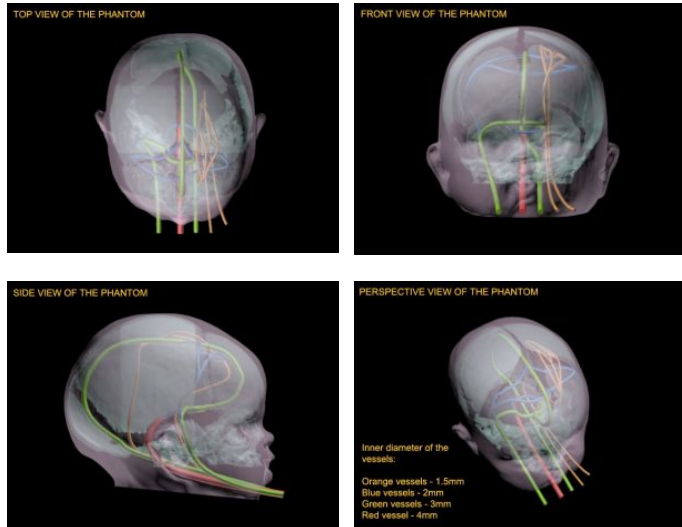 TOP VIEW OF THE PHANTOM
FRONT VIEW OF THE PHANTOM
SIDE VIEW OF THE PHANTOM
PERSPECTIVE VIEW OF THE PHANTOM
Inner diameter of the
vessels:
Orange vessels - 1.5mm
Blue vessels - 2mm
Green vessels - 3mm
Red vessel - 4mm